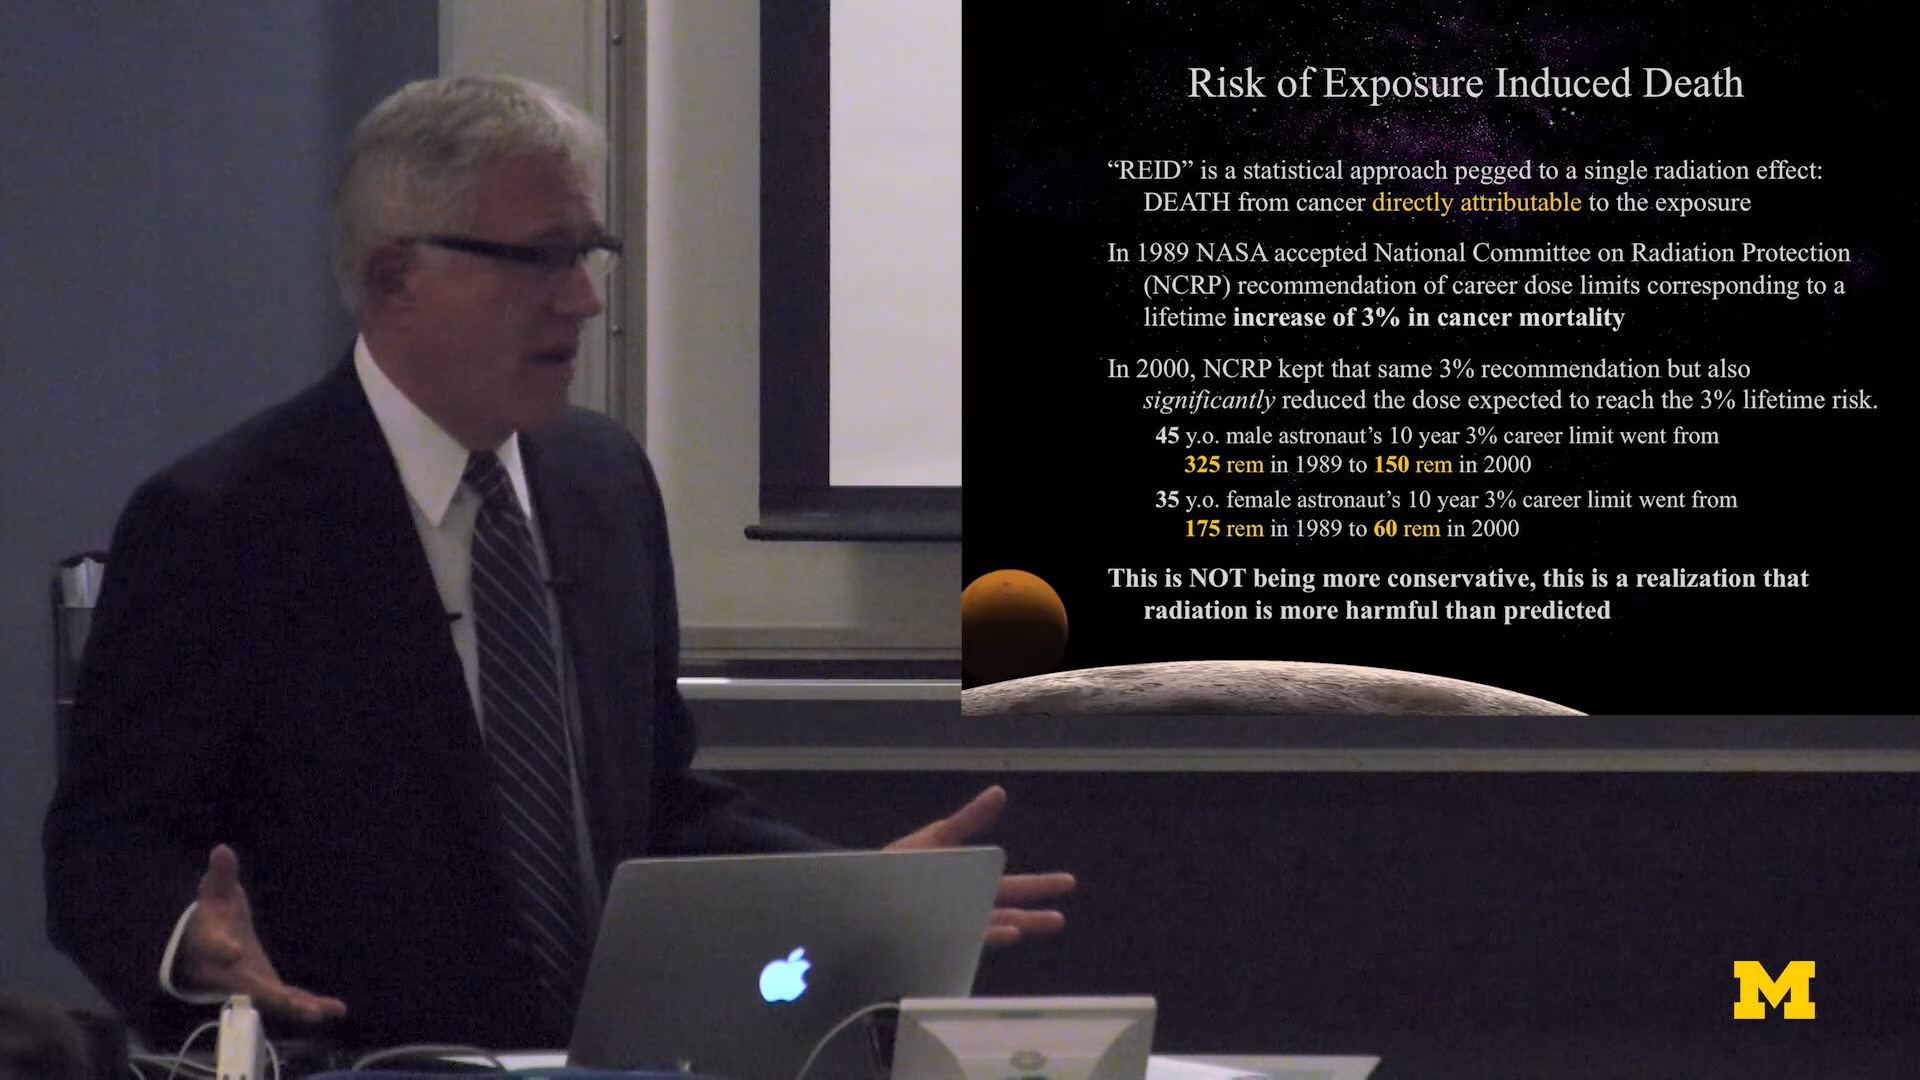 Risk of Exposure Induced Death
“REID” is a statistical approach pegged to a single radiation effect:
DEATH from cancer directly attributable to the exposure
In 1989 NASA accepted National Committee on Radiation Protection
(NCRP) recommendation of career dose limits corresponding to a
lifetime increase of 3% in cancer mortality
In 2000, NCRP kept that same 3% recommendation but also
significantly reduced the dose expected to reach the 3% lifetime risk.
45 y.o. male astronaut’s 10 year 3% career limit went from
325 rem in 1989 to 150 rem in 2000
35 y.o. female astronaut’s 10 year 3% career limit went from
175 rem in 1989 to 60 rem in 2000
This is NOT being more conservative, this is a realization that
radiation is more harmful than predicted
M